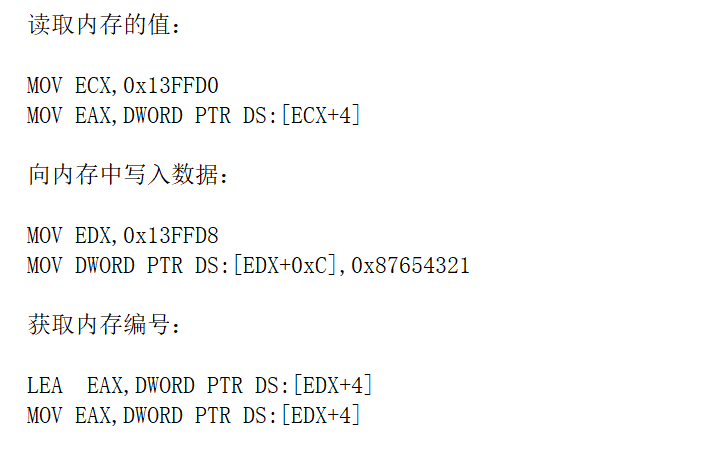 读取内存的值：
MOV ECX,0x13FFD0
MOV EAX,DWORD PTR DS:[ECX+4]
向内存中写入数据：
MOV EDX,0x13FFD8
MOV DWORD PTR DS:[EDX+0xC],0x87654321
获取内存编号：
LEA  EAX,DWORD PTR DS:[EDX+4]
MOV EAX,DWORD PTR DS:[EDX+4]